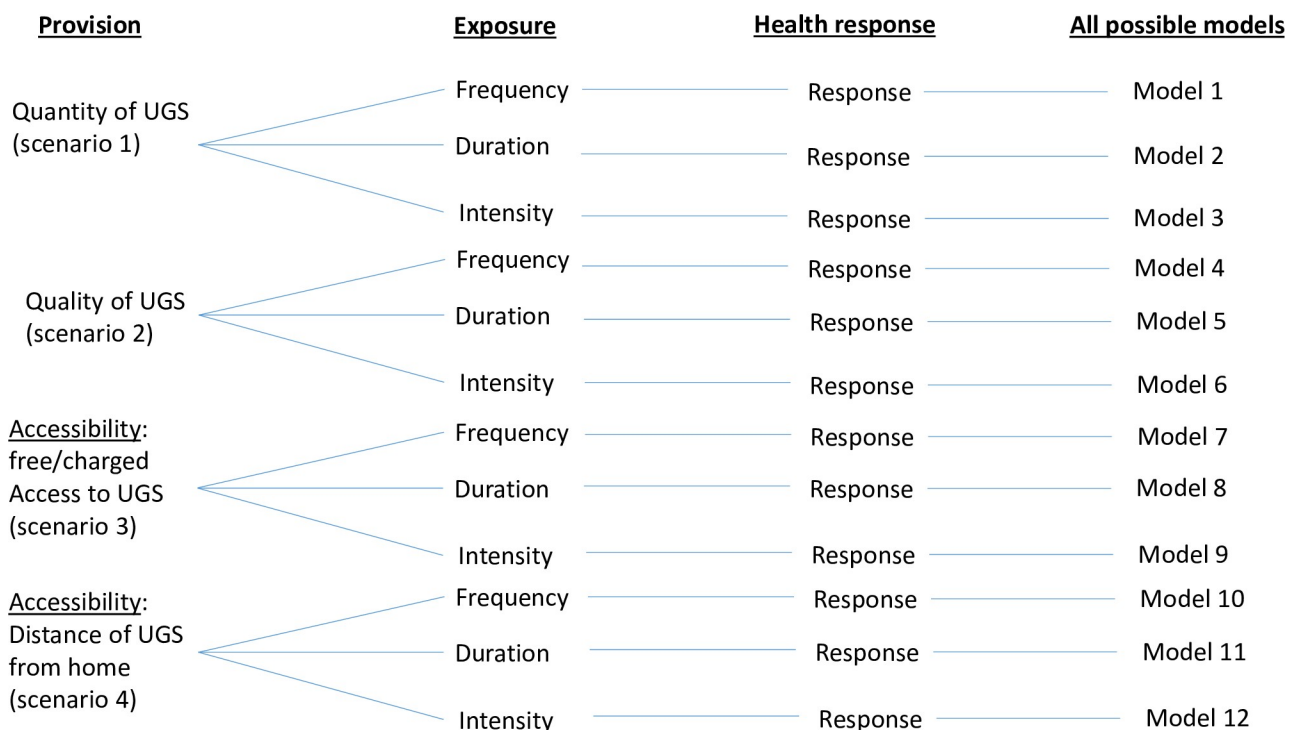 Provision Exposure Health response All possible models
Quantity of UGS
(scenario 1)
Frequency Response Model 1
Duration Response Model 2
Intensity Response Model 3
Quality of UGS
(scenario 2)
Frequency Response Model 4
Duration Response Model 5
Intensity Response Model 6
Accessibility:
free/charged
Access to UGS
(scenario 3)
Frequency Response Model 7
Duration Response Model 8
Intensity Response Model 9
Accessibility:
Distance of UGS
from home
(scenario 4)
Frequency Response Model 10
Duration Response Model 11
Intensity Response Model 12